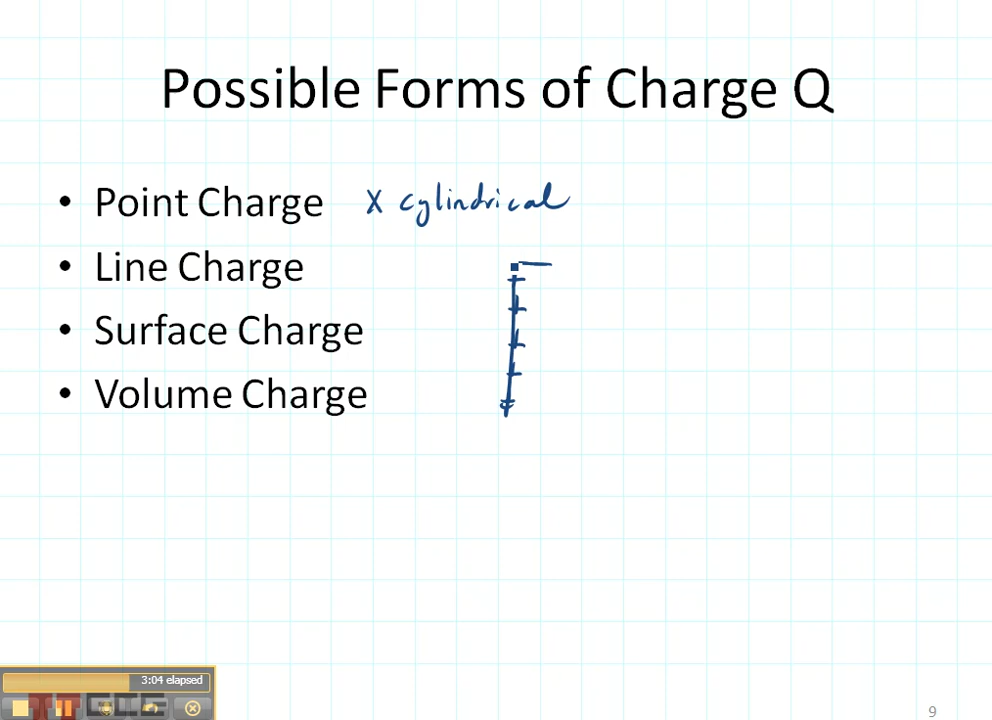 Possible Forms of Charge Q
• Point Charge X cylindrical
• Line Charge
• Surface Charge
• Volume Charge
3:04 elapsed
9